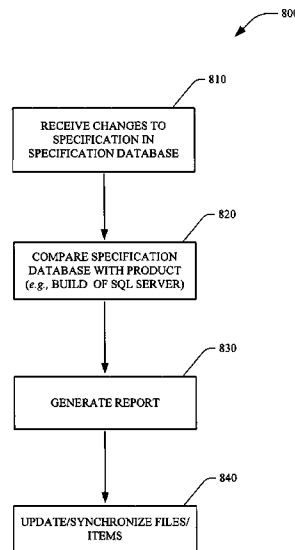 800
810
RECEIVE CHANGES TO
SPECIFICATION IN
SPECIFICATION DATABASE
820
COMPARE SPECIFICATION
DATABASE WITH PRODUCT
(e.g., BUILD OF SQL SERVER)
830
GENERATE REPORT
840
UPDATE/SYNCHRONIZE FILES/
ITEMS